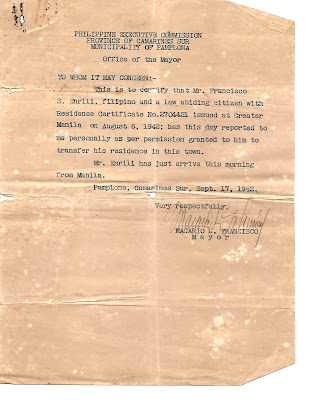 PHILIPPINE EXECUTIVE COMMISSION
PROVINCE OF CAMARINES SUR
MUNICIPALITY OF PAMPLONA
Office of the Mayor
TO WHOM IT MAY CONCERN:-
This is to certify that Mr. Francisco
S. Enrili, filipino and a law abiding citizen with
Residence Certificate No.2704421 issued at Greater
Manila on August 6, 1942; has this day reported to
me personally as per permission granted to him to
transfer his residence in this town.
Mr. Enrili has just arrive this morning
from Manila.
Pamplona, Camarines Sur, Sept. 17, 1942.
Very respectfully,
MACARIO L. FRANCISCO
Mayor